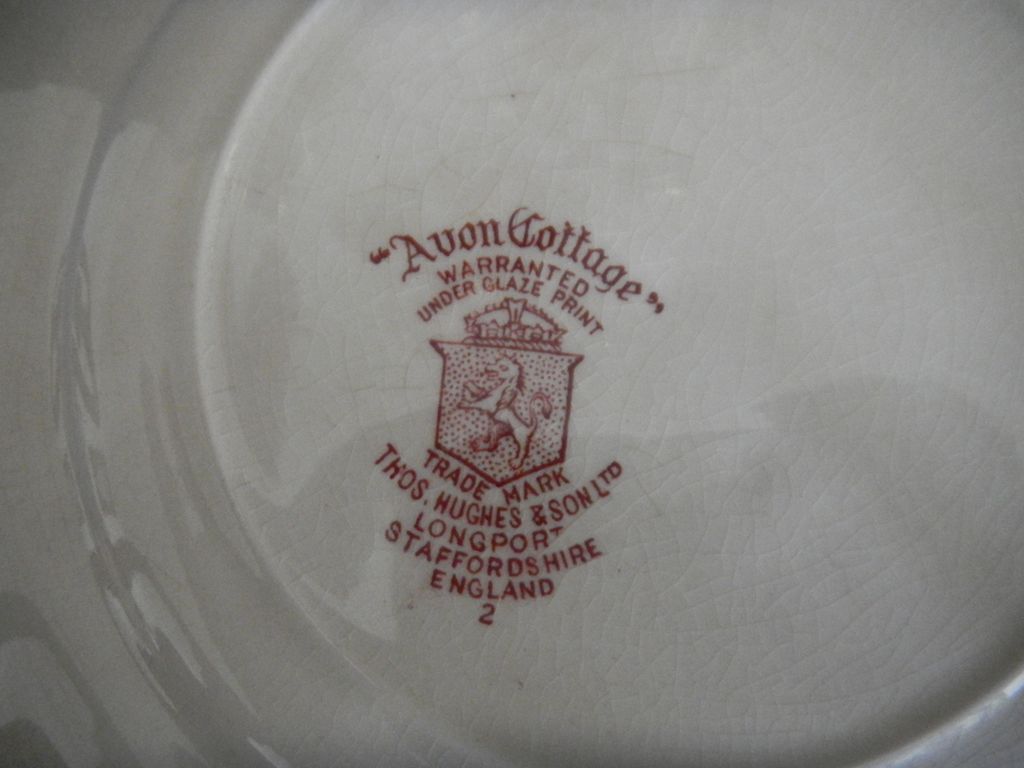 "Avon Cottage"
WARRANTED
UNDER GLAZE PRINT
TRADE MARK
THOS. HUGHES & SON LTD
LONGPORT
STAFFORDSHIRE
ENGLAND
2